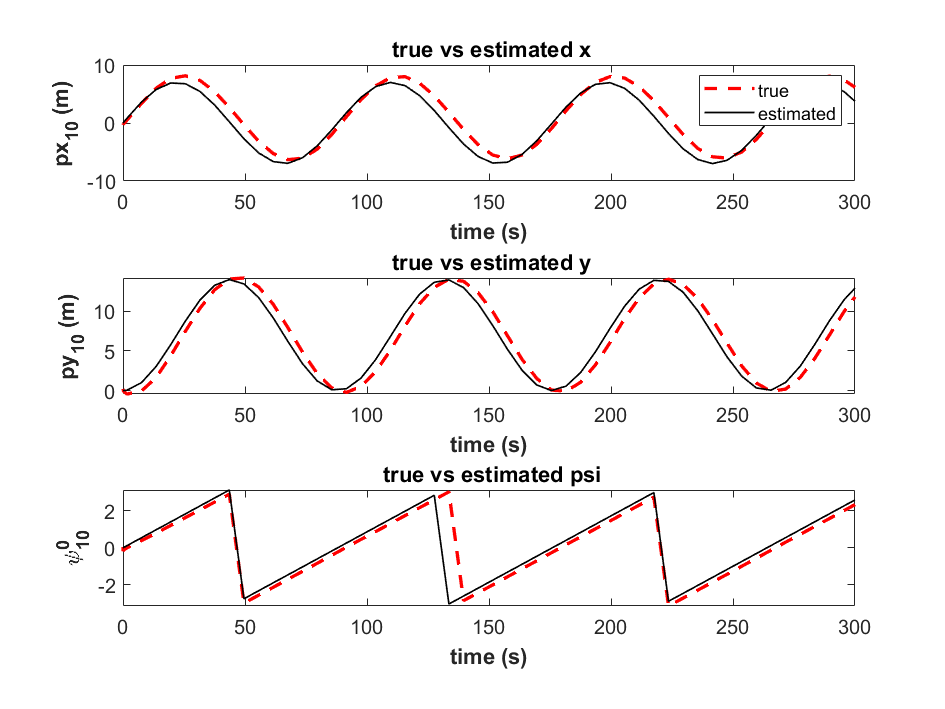 true vs estimated x
10
0
-10
px10 (m)
true
estimated
0 50 100 150 200 250 300
time (s)
true vs estimated y
10
5
0
py10 (m)
0 50 100 150 200 250 300
time (s)
true vs estimated psi
2
0
-2
ψ⁰10
0 50 100 150 200 250 300
time (s)